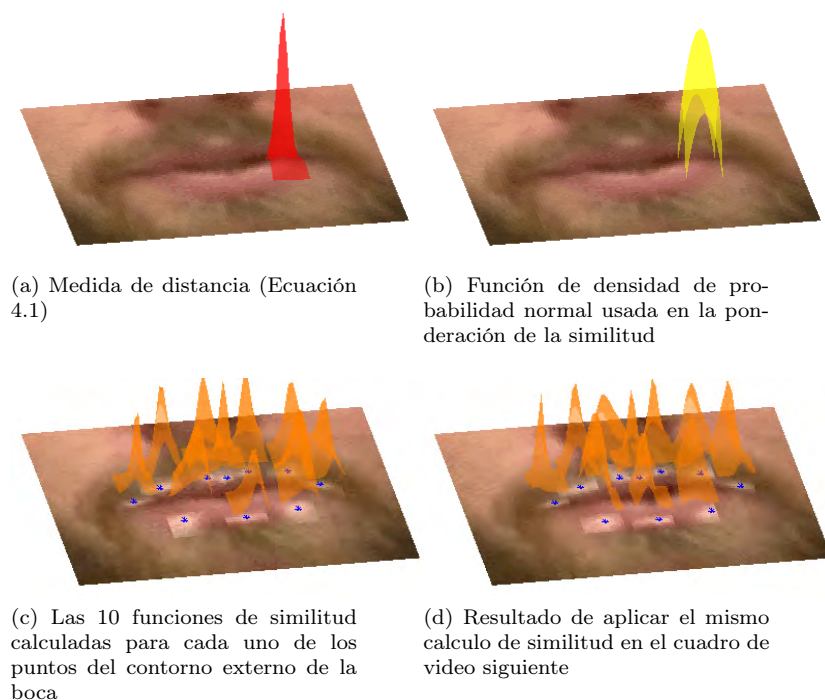 (a) Medida de distancia (Ecuación
4.1)
(b) Función de densidad de pro-
babilidad normal usada en la pon-
deración de la similitud
(c) Las 10 funciones de similitud
calculadas para cada uno de los
puntos del contorno externo de la
boca
(d) Resultado de aplicar el mismo
calculo de similitud en el cuadro de
video siguiente